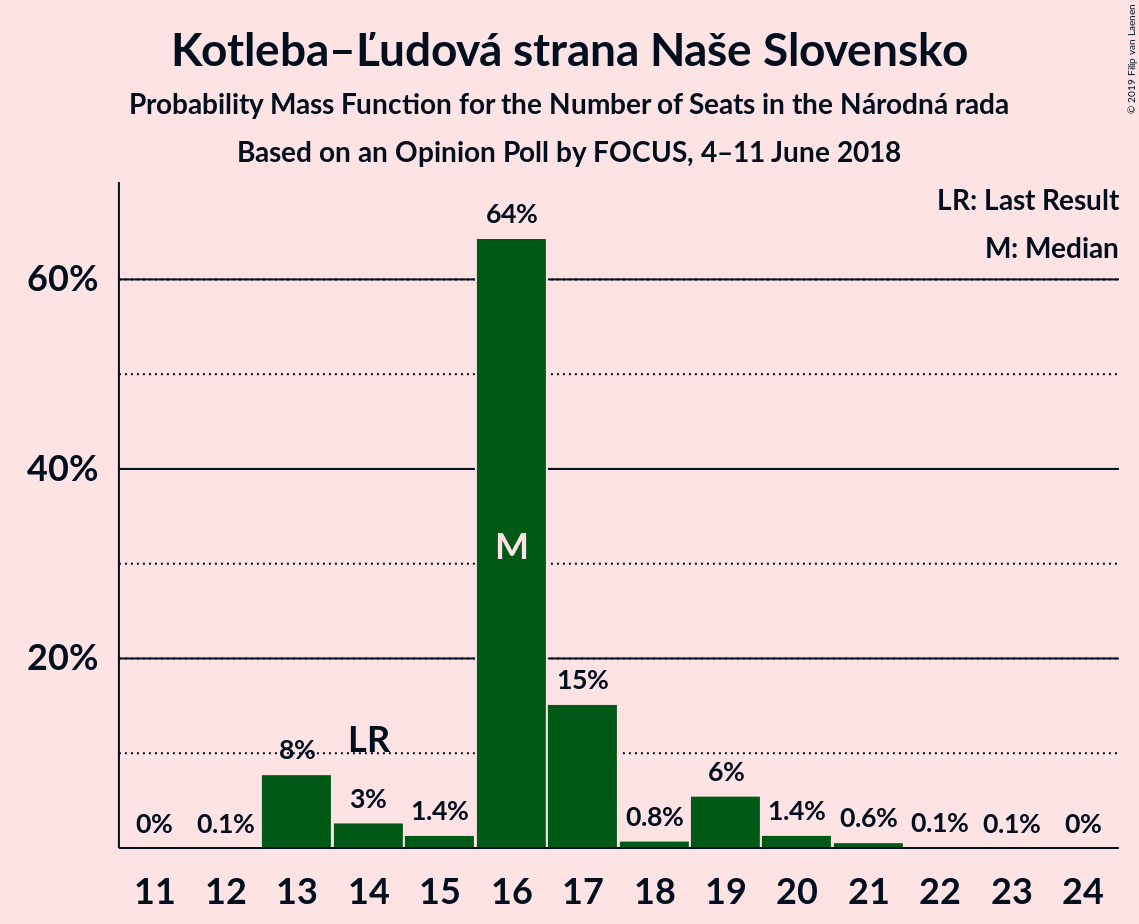 Kotleba–Ľudová strana Naše Slovensko
Probability Mass Function for the Number of Seats in the Národná rada
Based on an Opinion Poll by FOCUS, 4–11 June 2018
© 2019 Filip van Laenen
LR: Last Result
M: Median
60%
40%
20%
0%
0.1%
8%
LR
3%
1.4%
64%
M
15%
0.8%
6%
1.4%
0.6%
0.1%
0.1%
0%
11 12 13 14 15 16 17 18 19 20 21 22 23 24